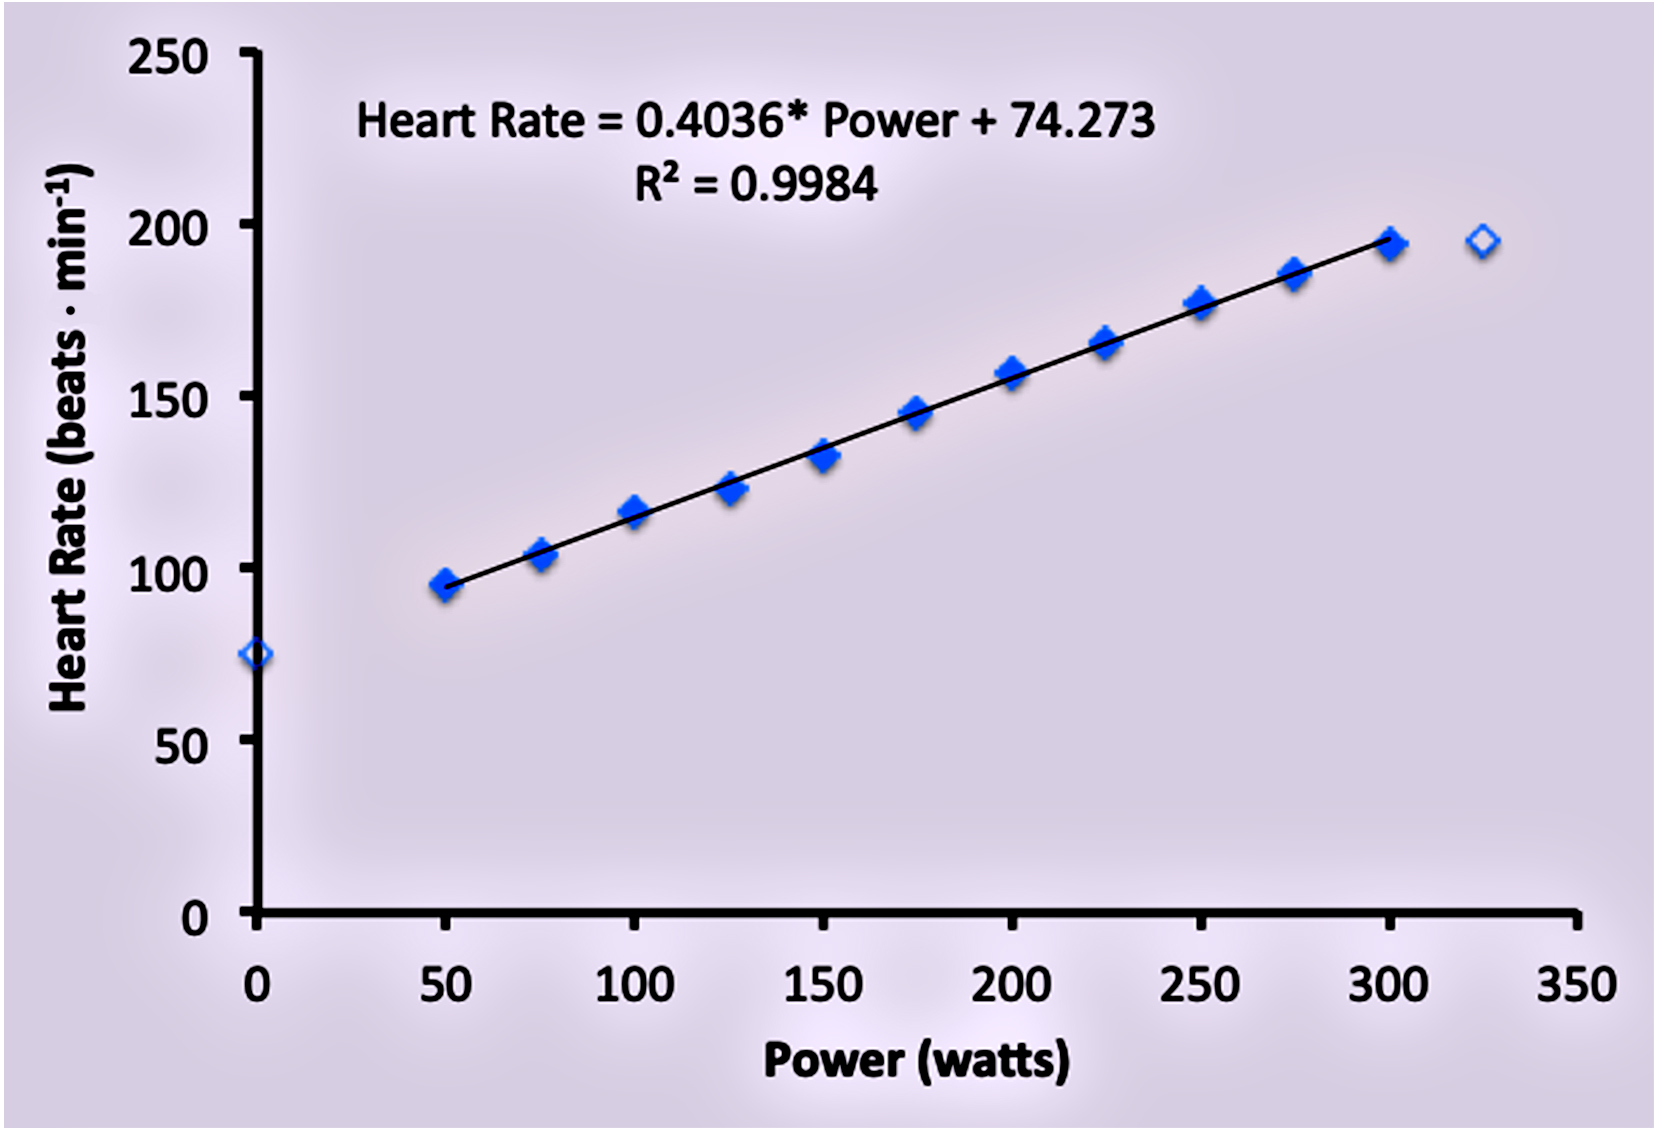 Heart Rate = 0.4036* Power + 74.273
R² = 0.9984
Heart Rate (beats · min⁻¹)
250
200
150
100
50
0
0 50 100 150 200 250 300 350
Power (watts)